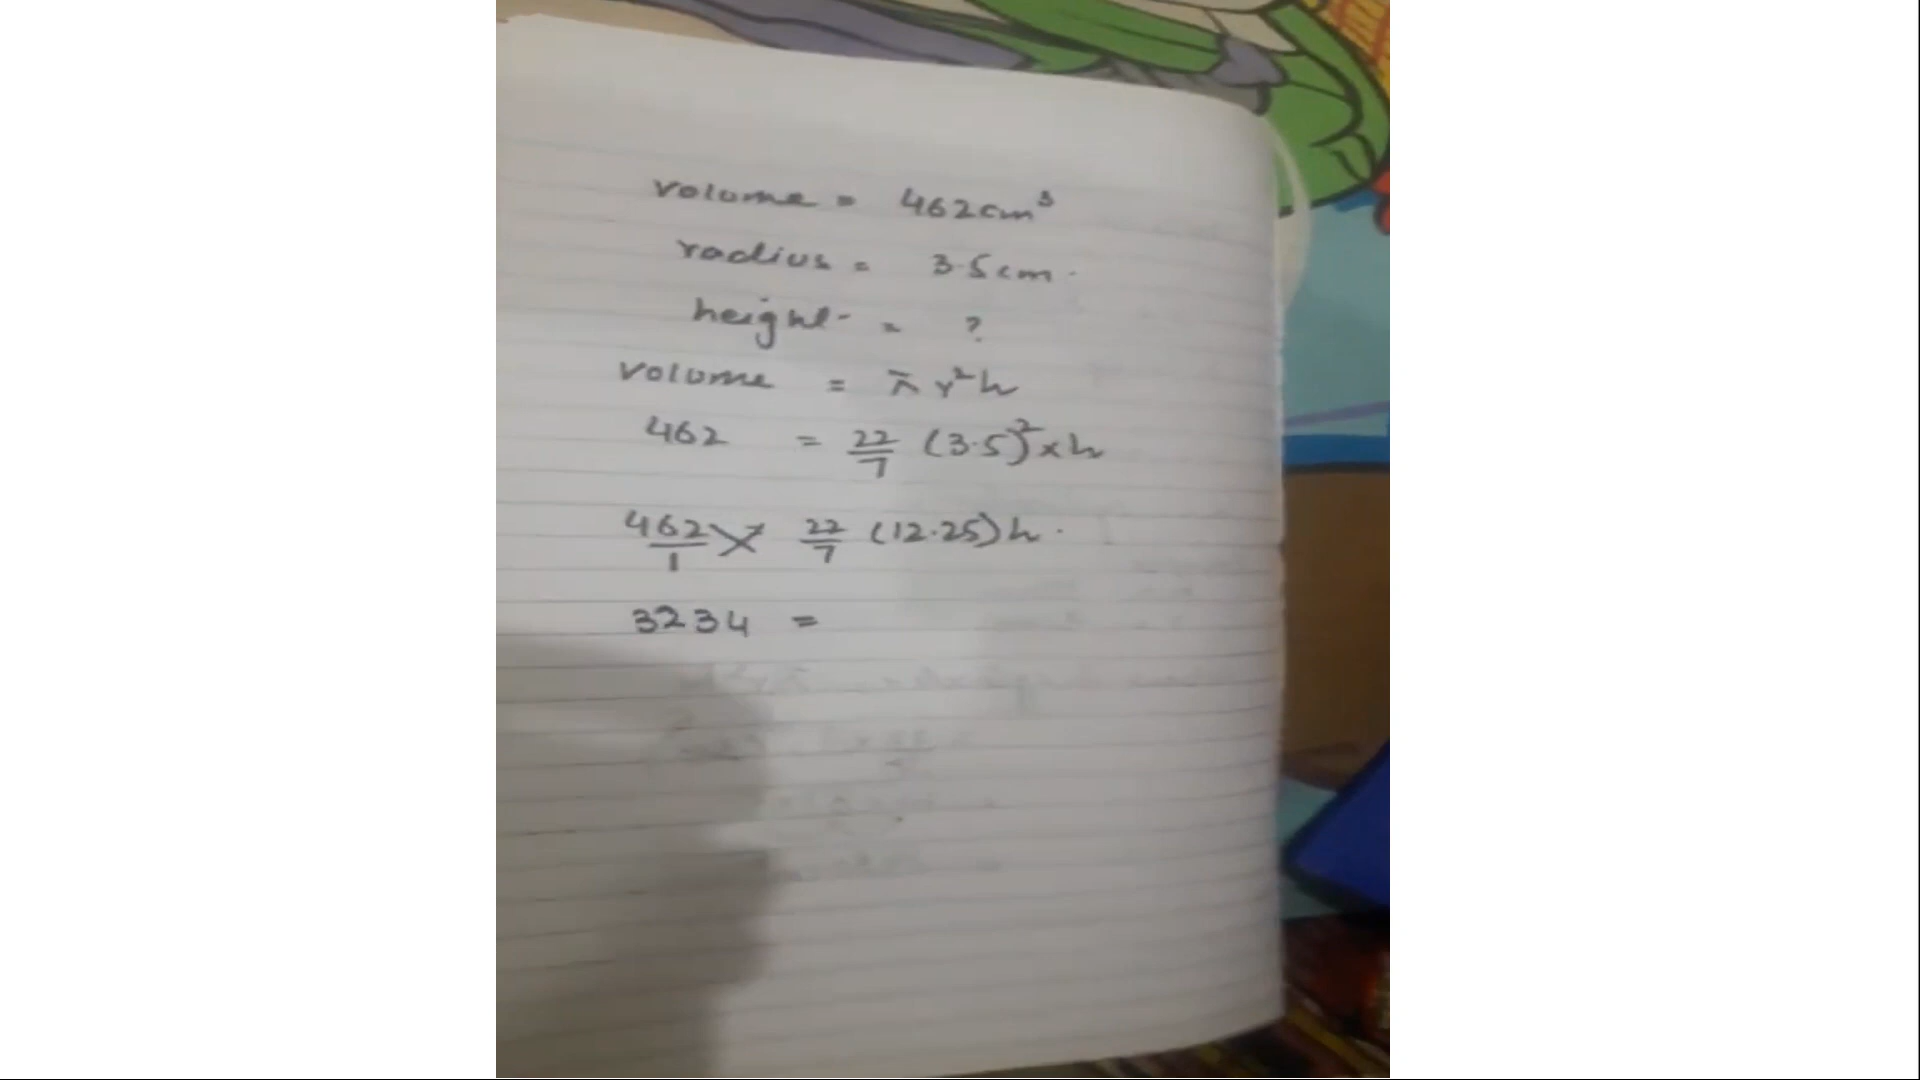 volume = 462cm³
radius = 3.5cm.
height = ?
volume = πr²h
462 = 22/7 (3.5)² × h
462/1 × 22/7 (12.25)h.
3234 =